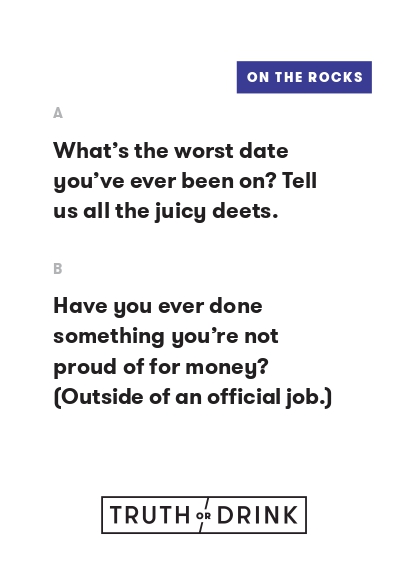 ON THE ROCKS
A
What’s the worst date
you’ve ever been on? Tell
us all the juicy deets.
B
Have you ever done
something you’re not
proud of for money?
(Outside of an official job.)
TRUTH OR DRINK